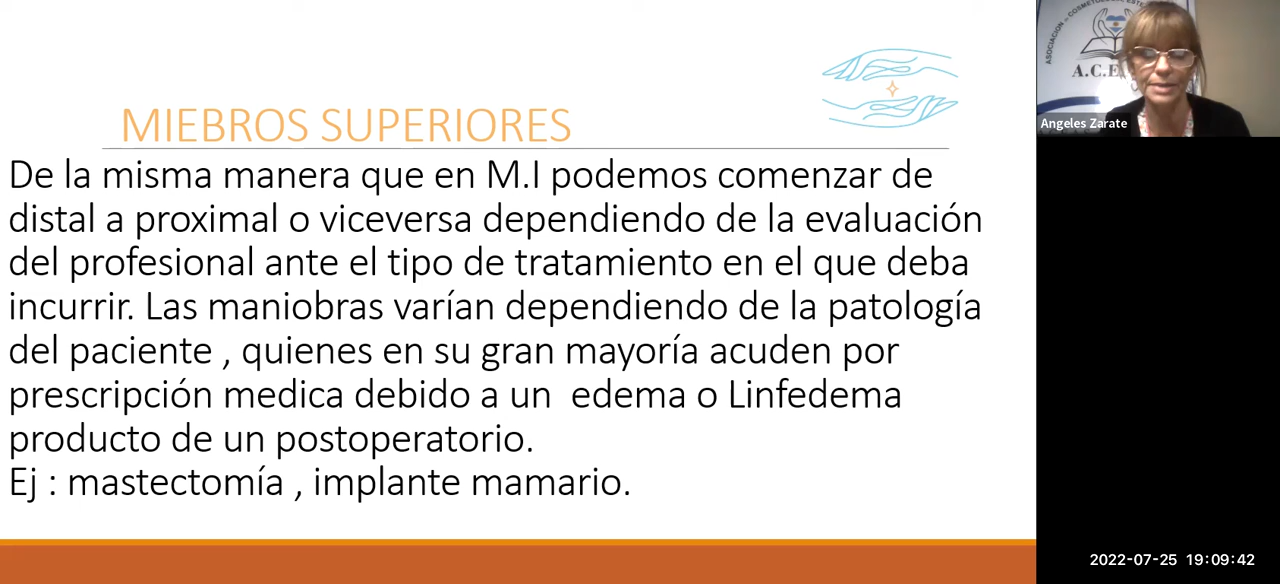 MIEBROS SUPERIORES
De la misma manera que en M.I podemos comenzar de
distal a proximal o viceversa dependiendo de la evaluación
del profesional ante el tipo de tratamiento en el que deba
incurrir. Las maniobras varían dependiendo de la patología
del paciente , quienes en su gran mayoría acuden por
prescripción medica debido a un  edema o Linfedema
producto de un postoperatorio.
Ej : mastectomía , implante mamario.
A.C.E
Angeles Zarate
2022-07-25 19:09:42